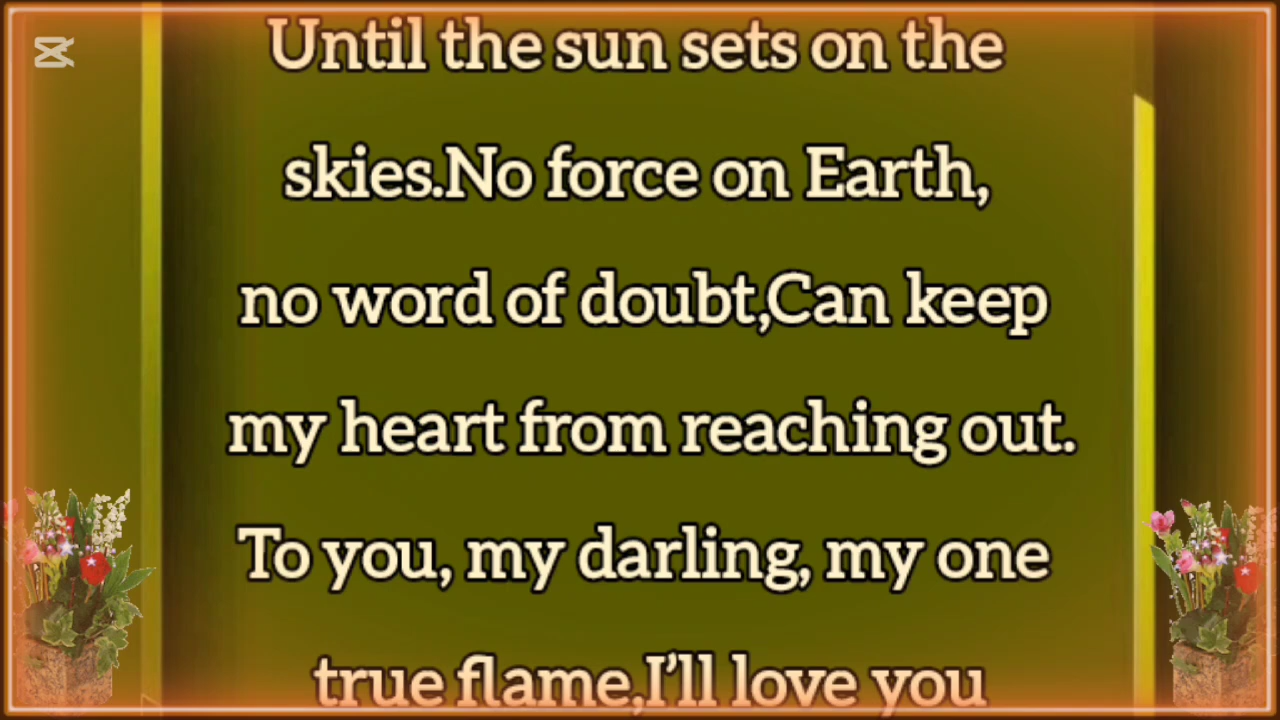 Until the sun sets on the
skies.No force on Earth,
no word of doubt,Can keep
my heart from reaching out.
To you, my darling, my one
true flame,I'll love you